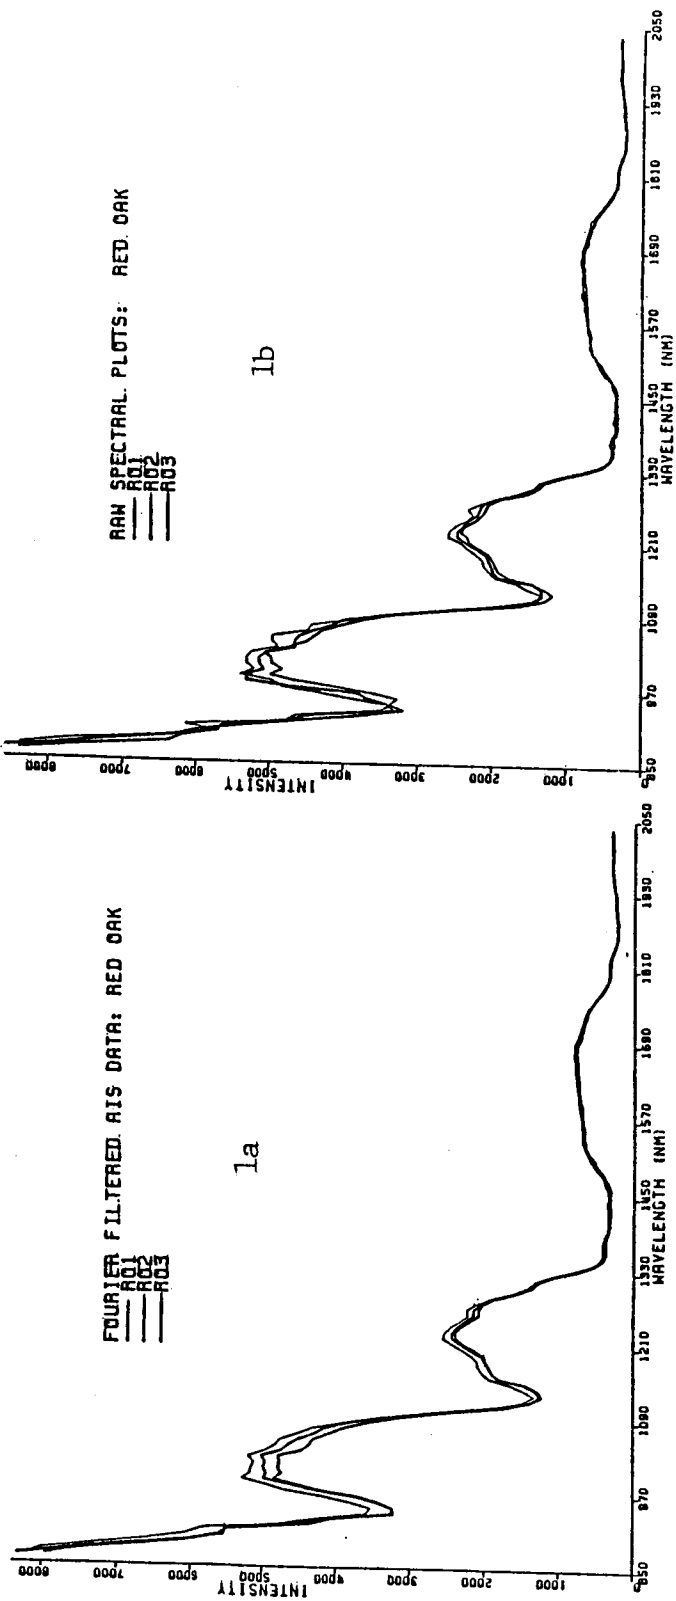 FOURIER FILTERED AIS DATA: RED OAK
RO1
RO2
RO3
1a
INTENSITY
8000
7000
6000
5000
4000
3000
2000
1000
0
850
970
1090
1210
1330
1450
1570
1690
1810
1930
2050
WAVELENGTH (NM)
RAW SPECTRAL PLOTS: RED OAK
RO1
RO2
RO3
1b
INTENSITY
8000
7000
6000
5000
4000
3000
2000
1000
0
850
970
1090
1210
1330
1450
1570
1690
1810
1930
2050
WAVELENGTH (NM)